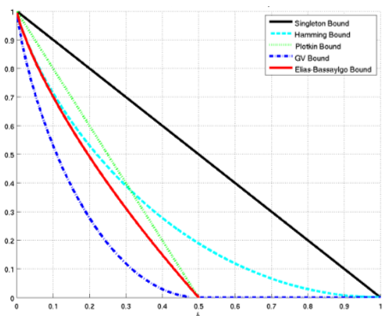 1
0.9
0.8
0.7
0.6
0.5
0.4
0.3
0.2
0.1
0
0 0.1 0.2 0.3 0.4 0.5 0.6 0.7 0.8 0.9 1
Singleton Bound
Hamming Bound
Plotkin Bound
GV Bound
Elias-Bassalygo Bound